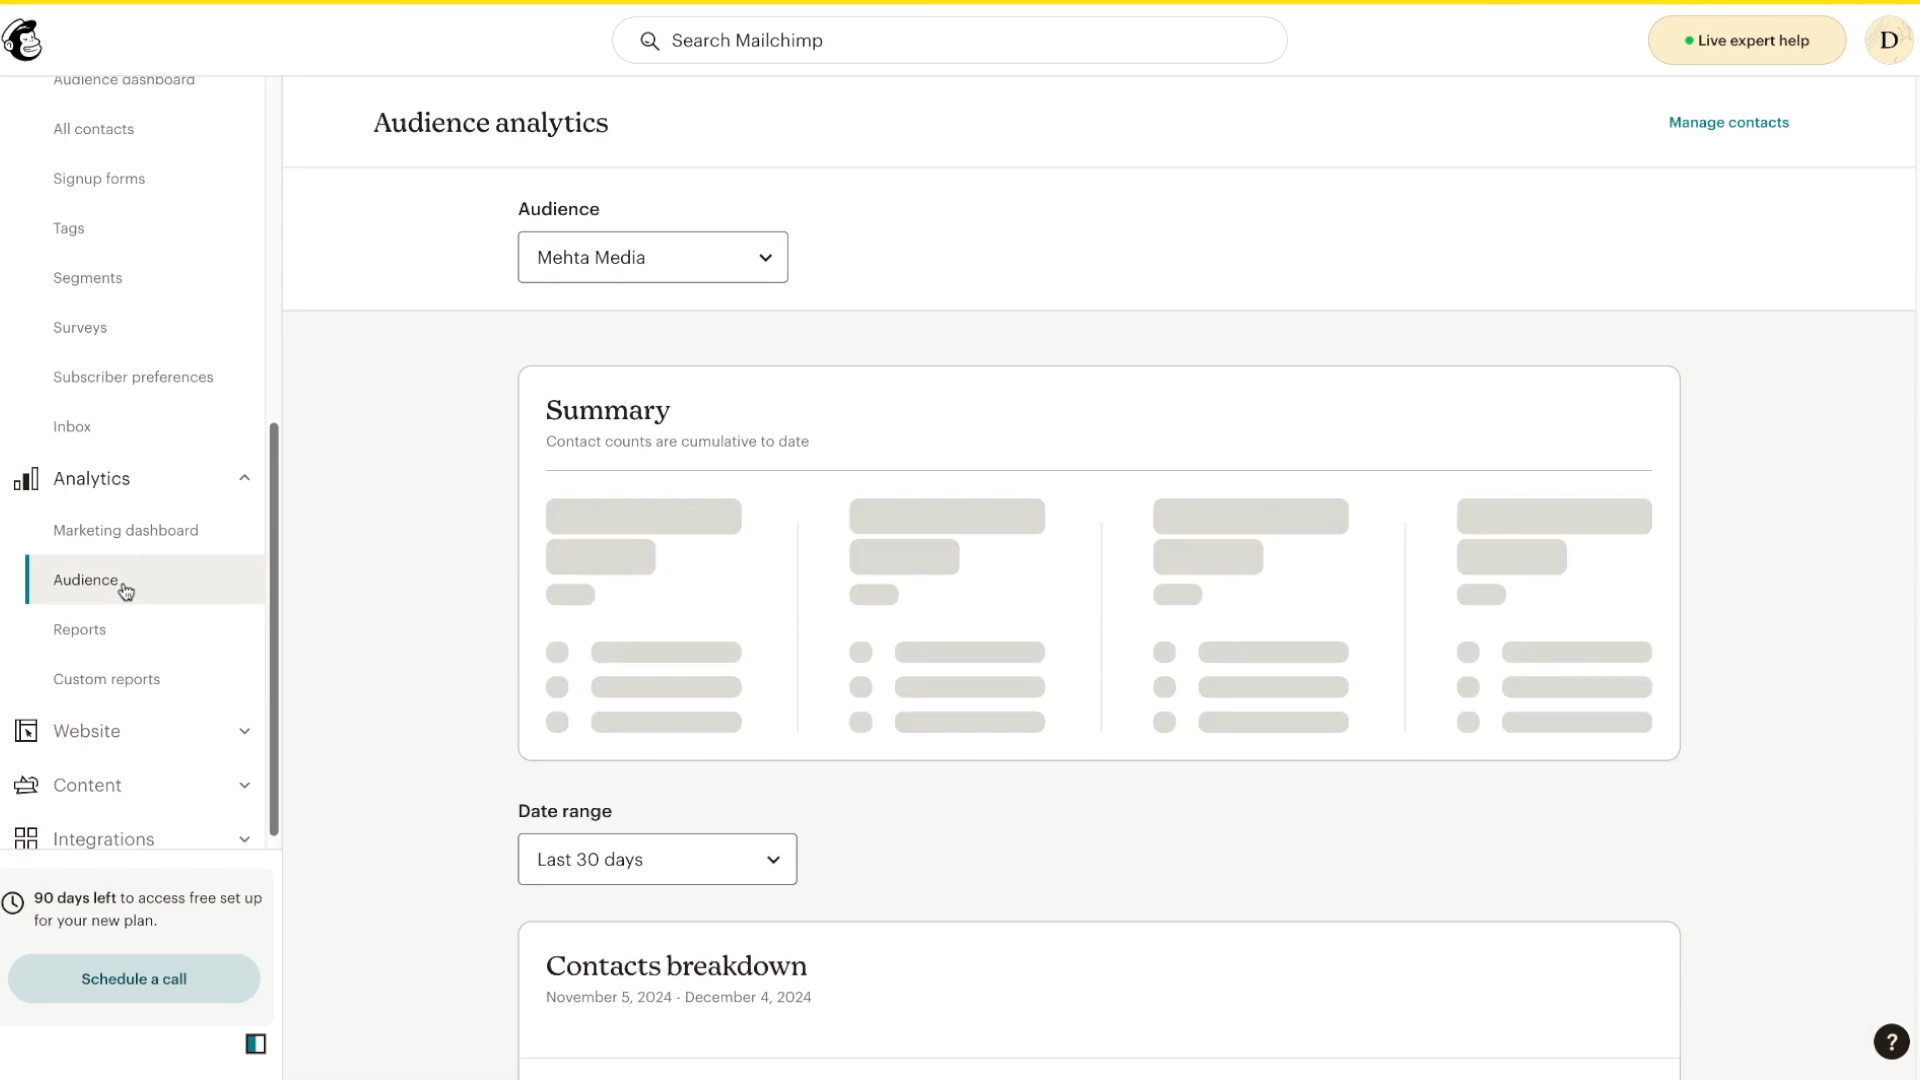 Search Mailchimp
Live expert help
D
Audience dashboard
All contacts
Signup forms
Tags
Segments
Surveys
Subscriber preferences
Inbox
Analytics
Marketing dashboard
Audience
Reports
Custom reports
Website
Content
Integrations
90 days left to access free set up
for your new plan.
Schedule a call
Audience analytics
Manage contacts
Audience
Mehta Media
Summary
Contact counts are cumulative to date
Date range
Last 30 days
Contacts breakdown
November 5, 2024 - December 4, 2024
?